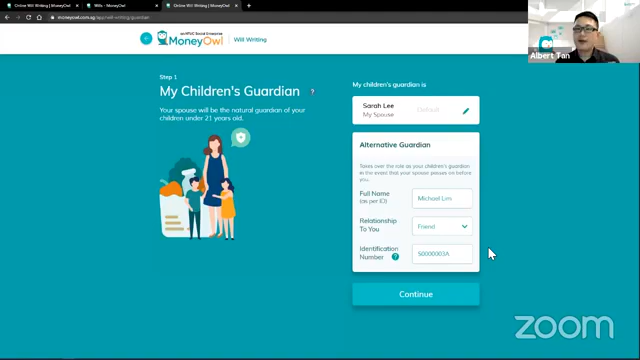 Online Will Writing | MoneyOwl
Wills - MoneyOwl
Online Will Writing | MoneyOwl
moneyowl.com.sg/app/will-writing/guardian
an NTUC Social Enterprise
MoneyOwl
Will Writing
Albert Tan
Step 1
My Children's Guardian ?
Your spouse will be the natural guardian of your
children under 21 years old.
My children's guardian is
Sarah Lee
Default
My Spouse
Alternative Guardian
Takes over the role as your children's guardian
in the event that your spouse passes on before
you.
Full Name
(as per ID)
Michael Lim
Relationship
To You
Friend
Identification
Number ?
S0000003A
Continue
zoom